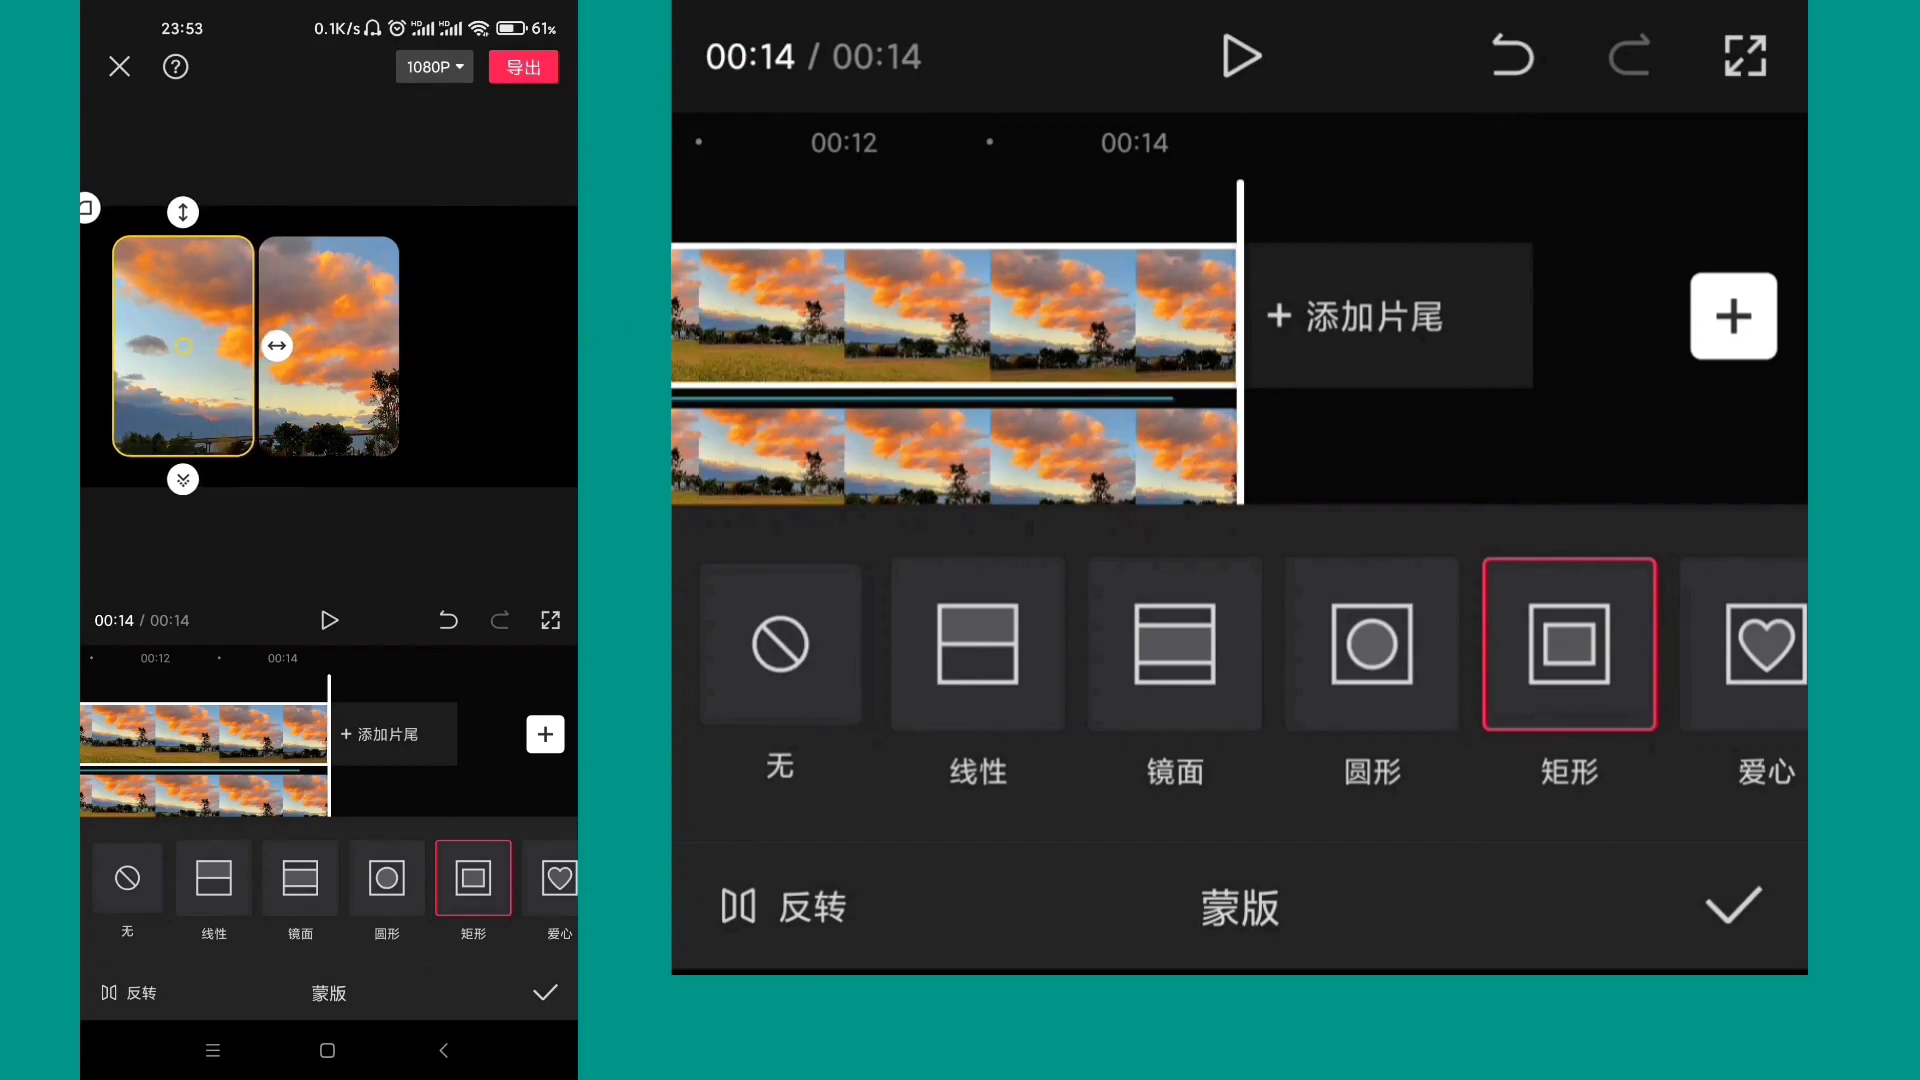 23:53
0.1K/s HD HD 61%
1080P 导出
00:14 / 00:14
00:12 00:14
+ 添加片尾
无 线性 镜面 圆形 矩形 爱心
反转 蒙版
00:14 / 00:14
00:12 00:14
+ 添加片尾
无 线性 镜面 圆形 矩形 爱心
反转 蒙版